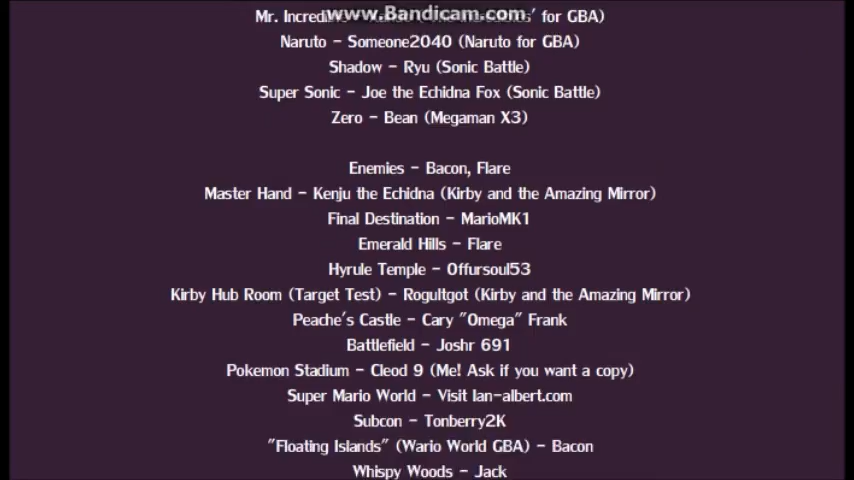 www.Bandicam.com
Mr. Incredible - for GBA)
Naruto - Someone2040 (Naruto for GBA)
Shadow - Ryu (Sonic Battle)
Super Sonic - Joe the Echidna Fox (Sonic Battle)
Zero - Bean (Megaman X3)
Enemies - Bacon, Flare
Master Hand - Kenju the Echidna (Kirby and the Amazing Mirror)
Final Destination - MarioMK1
Emerald Hills - Flare
Hyrule Temple - Offursoul53
Kirby Hub Room (Target Test) - Rogultgot (Kirby and the Amazing Mirror)
Peache's Castle - Cary "Omega" Frank
Battlefield - Joshr 691
Pokemon Stadium - Cleod 9 (Me! Ask if you want a copy)
Super Mario World - Visit Ian-albert.com
Subcon - Tonberry2K
"Floating Islands" (Wario World GBA) - Bacon
Whispy Woods - Jack